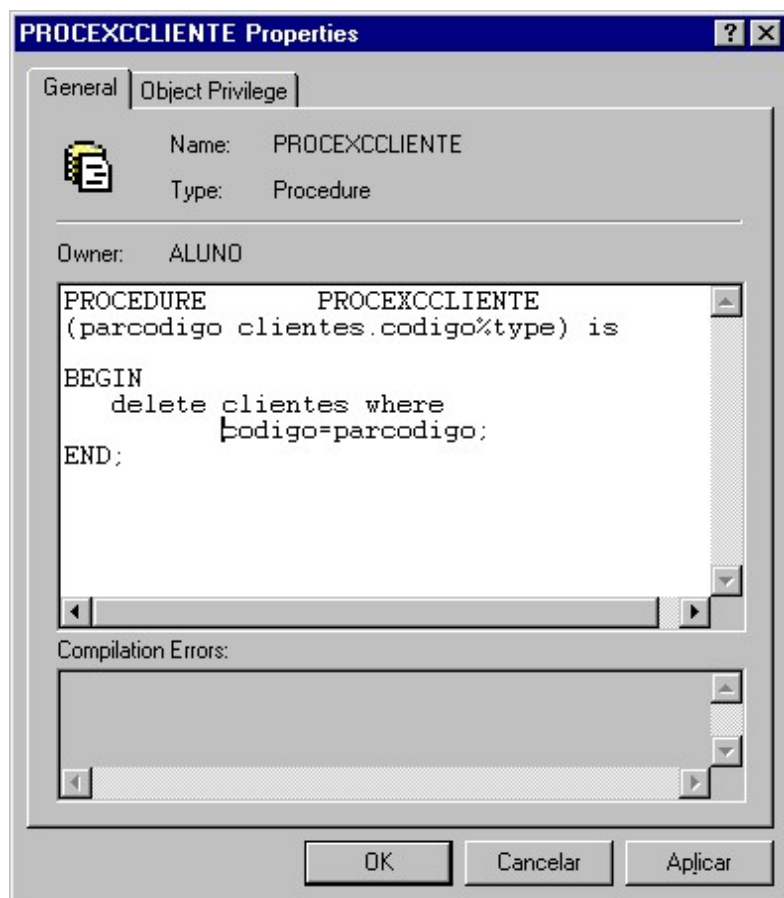 PROCEXCCLIENTE Properties
General Object Privilege
Name: PROCEXCCLIENTE
Type: Procedure
Owner: ALUNO
PROCEDURE PROCEXCCLIENTE
(parcodigo clientes.codigo%type) is
BEGIN
delete clientes where
codigo=parcodigo;
END;
Compilation Errors:
OK Cancelar Aplicar